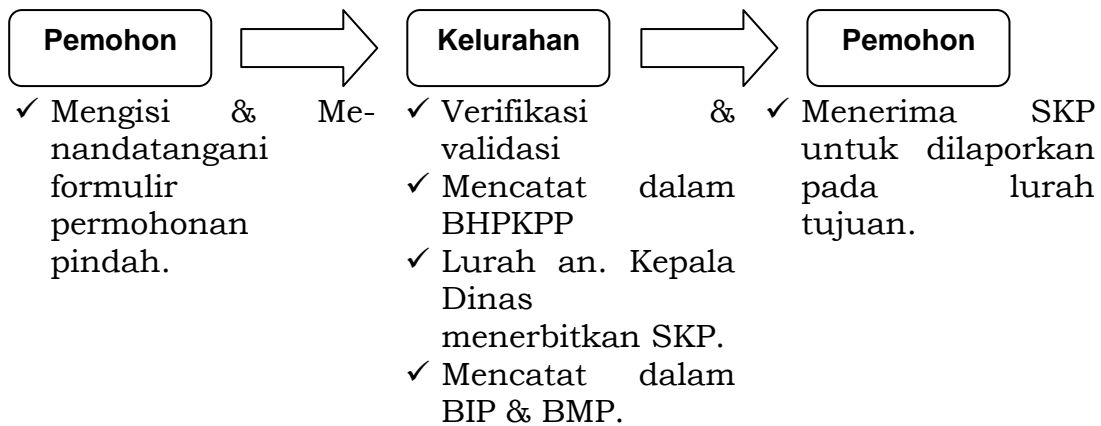 Pemohon
Kelurahan
Pemohon
✓ Mengisi & Me-
nandatangani
formulir
permohonan
pindah.
✓ Verifikasi &
validasi
✓ Mencatat dalam
BHPKPP
✓ Lurah an. Kepala
Dinas
menerbitkan SKP.
✓ Mencatat dalam
BIP & BMP.
✓ Menerima SKP
untuk dilaporkan
pada lurah
tujuan.